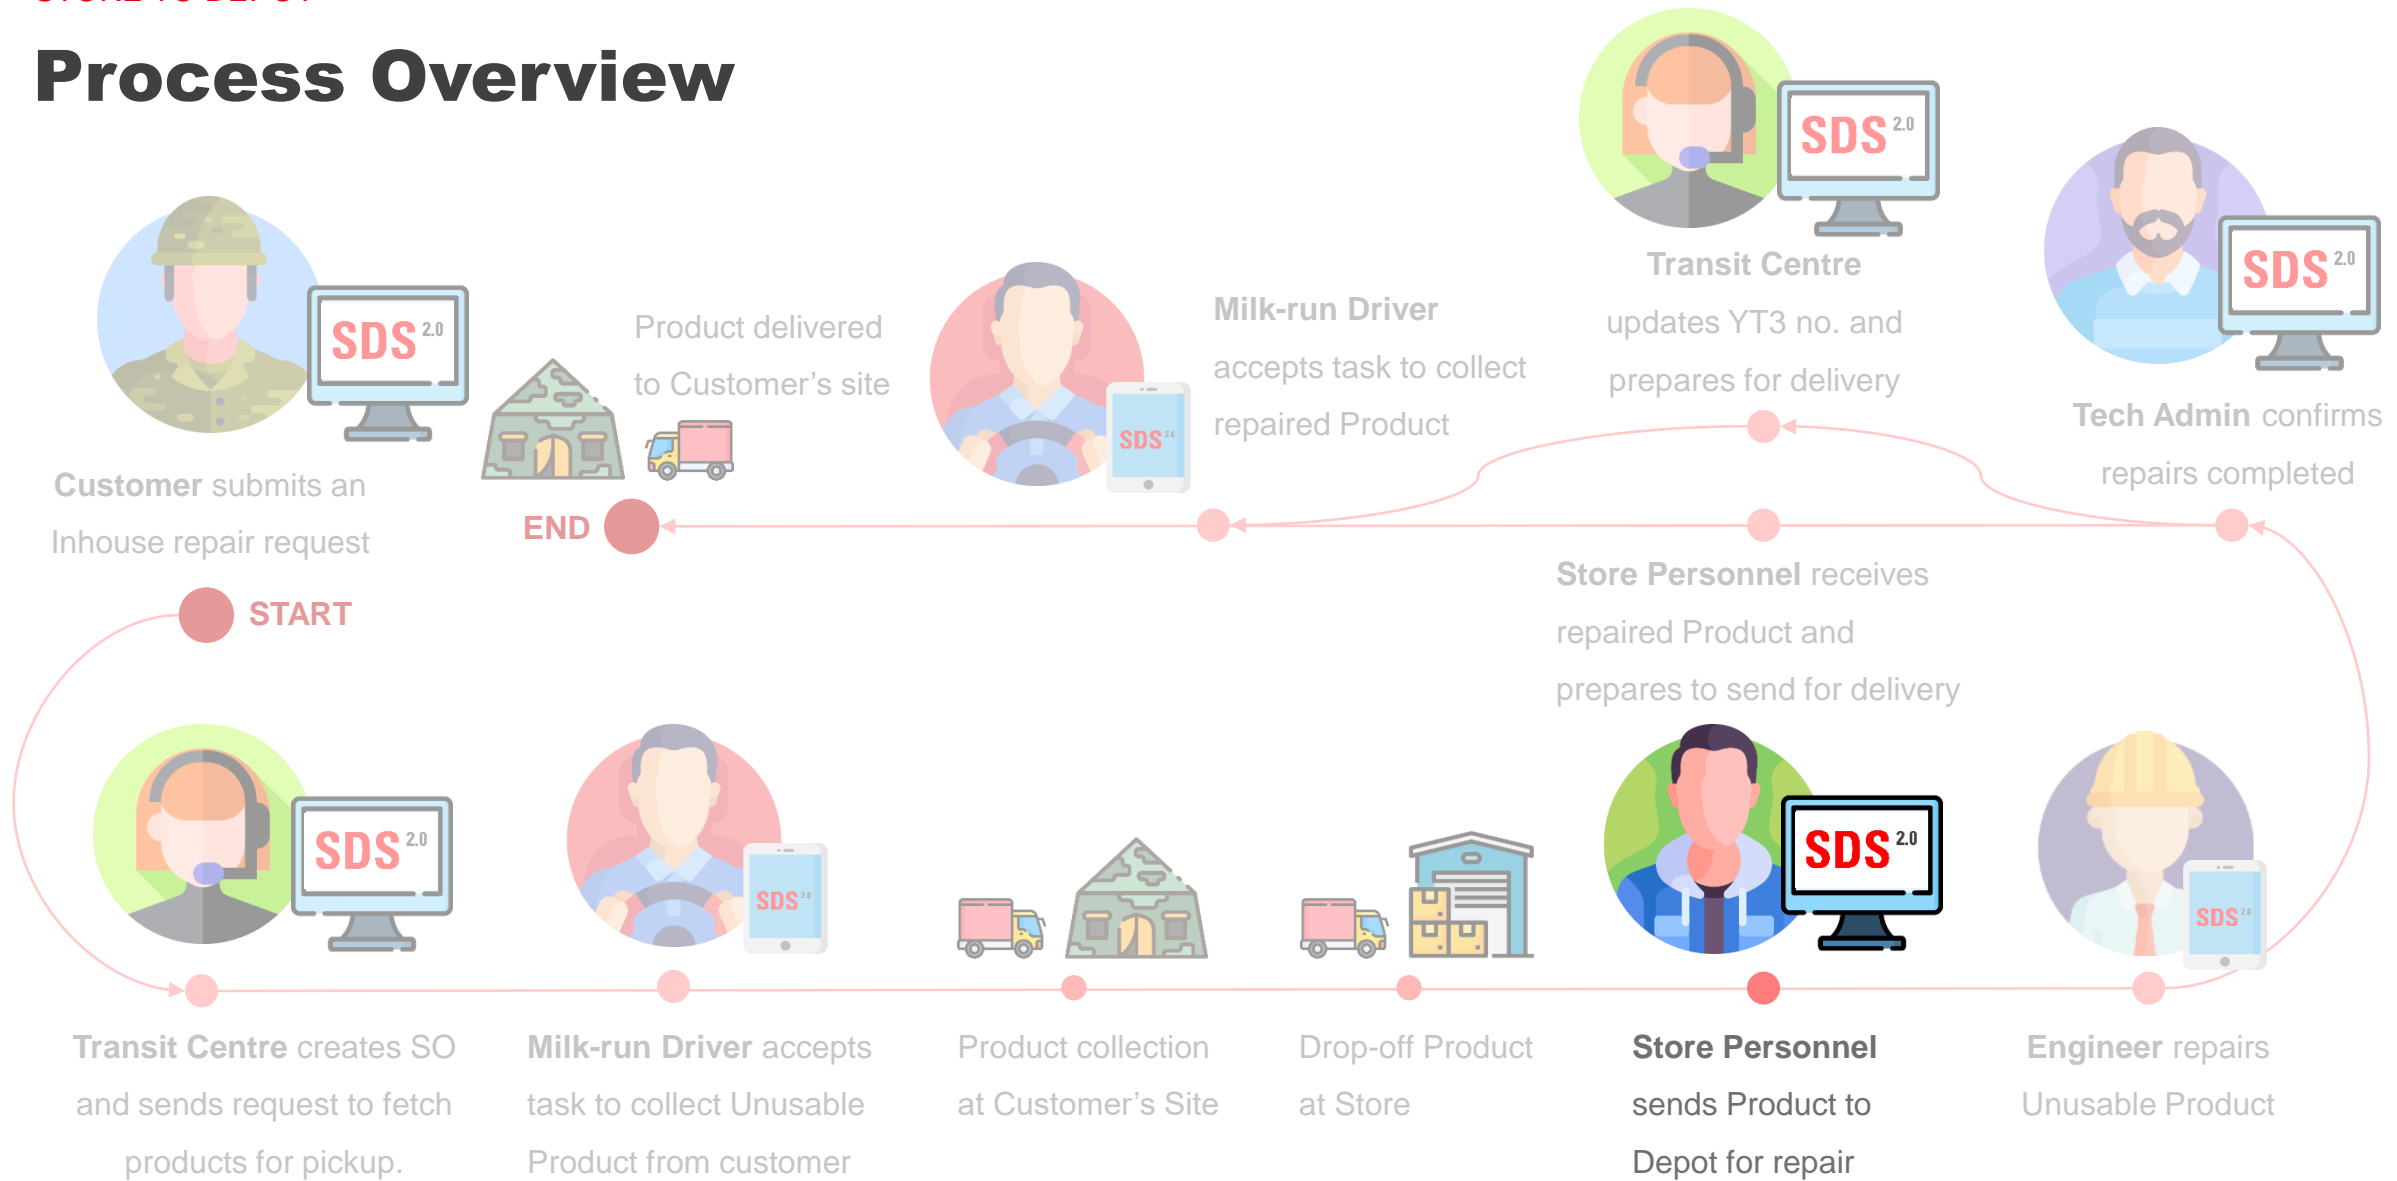 STORE TO DEPOT
Process Overview
SDS 2.0
Transit Centre
updates YT3 no. and
prepares for delivery
SDS 2.0
Tech Admin confirms
repairs completed
SDS 2.0
Customer submits an
Inhouse repair request
START
Product delivered
to Customer’s site
END
SDS 2.0
Milk-run Driver
accepts task to collect
repaired Product
Store Personnel receives
repaired Product and
prepares to send for delivery
SDS 2.0
Transit Centre creates SO
and sends request to fetch
products for pickup.
SDS 2.0
Milk-run Driver accepts
task to collect Unusable
Product from customer
Product collection
at Customer’s Site
Drop-off Product
at Store
SDS 2.0
Store Personnel
sends Product to
Depot for repair
SDS 2.0
Engineer repairs
Unusable Product